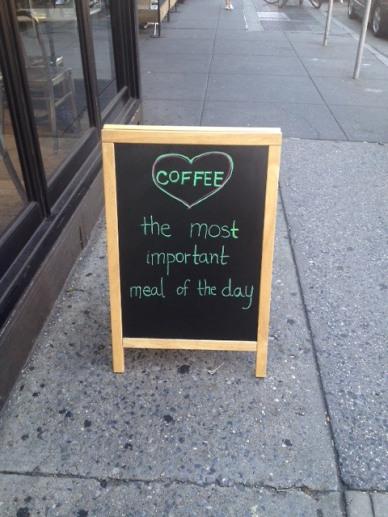 COFFEE
the most
important
meal of the day